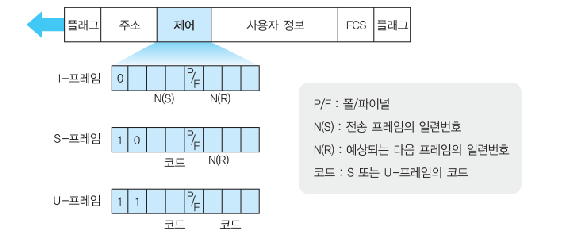 플래그 주소 제어 사용자 정보 FCS 플래그
I-프레임 0 P/F
N(S) N(R)
S-프레임 1 0 P/F
코드 N(R)
U-프레임 1 1 P/F
코드 코드
P/F : 폴/파이널
N(S) : 전송 프레임의 일련번호
N(R) : 예상되는 다음 프레임의 일련번호
코드 : S 또는 U-프레임의 코드